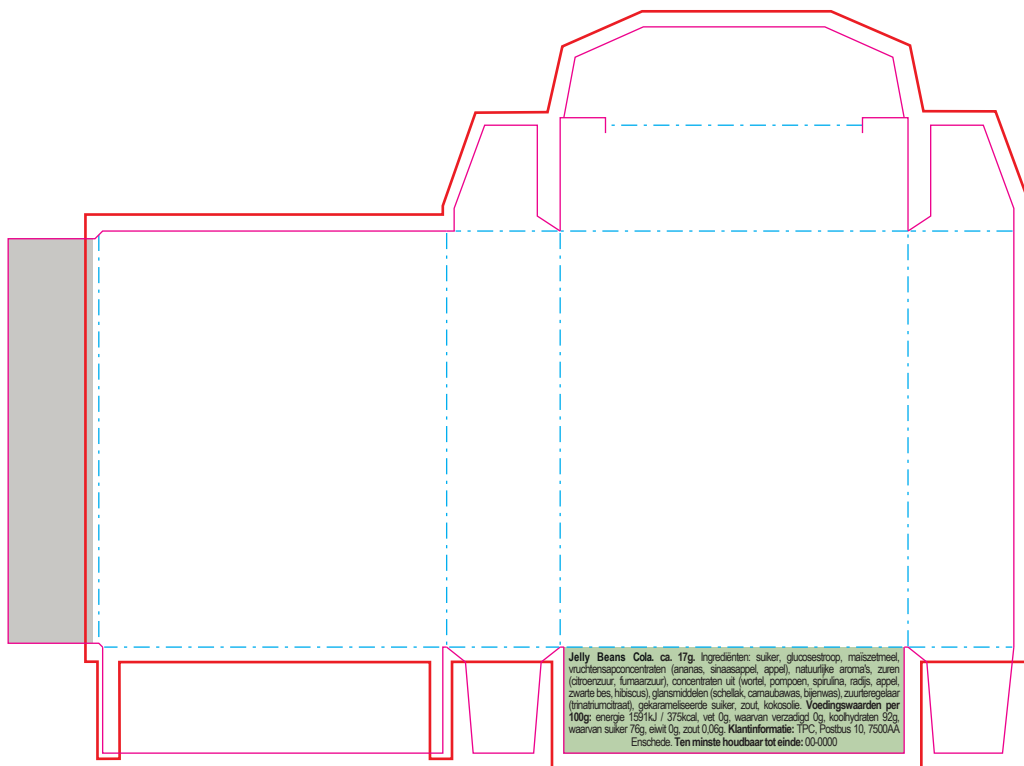 Jelly Beans Cola. ca. 17g. Ingrediënten: suiker, glucosestroop, maïszetmeel,
vruchtensapconcentraten (ananas, sinaasappel, appel), natuurlijke aroma's, zuren
(citroenzuur, fumaarzuur), concentraten uit (wortel, pompoen, spirulina, radijs, appel,
zwarte bes, hibiscus), glansmiddelen (schellak, carnaubawas, bijenwas), zuurteregelaar
(trinatriumcitraat), gekarameliseerde suiker, zout, kokosolie. Voedingswaarden per
100g: energie 1591kJ / 375kcal, vet 0g, waarvan verzadigd 0g, koolhydraten 92g,
waarvan suiker 76g, eiwit 0g, zout 0,06g. Klantinformatie: TPC, Postbus 10, 7500AA
Enschede. Ten minste houdbaar tot einde: 00-0000